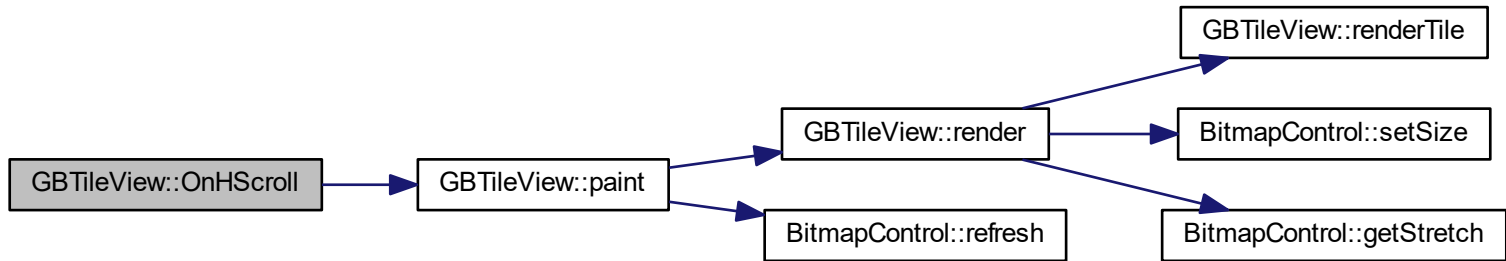 GBTileView::OnHScroll
GBTileView::paint
GBTileView::render
BitmapControl::refresh
GBTileView::renderTile
BitmapControl::setSize
BitmapControl::getStretch